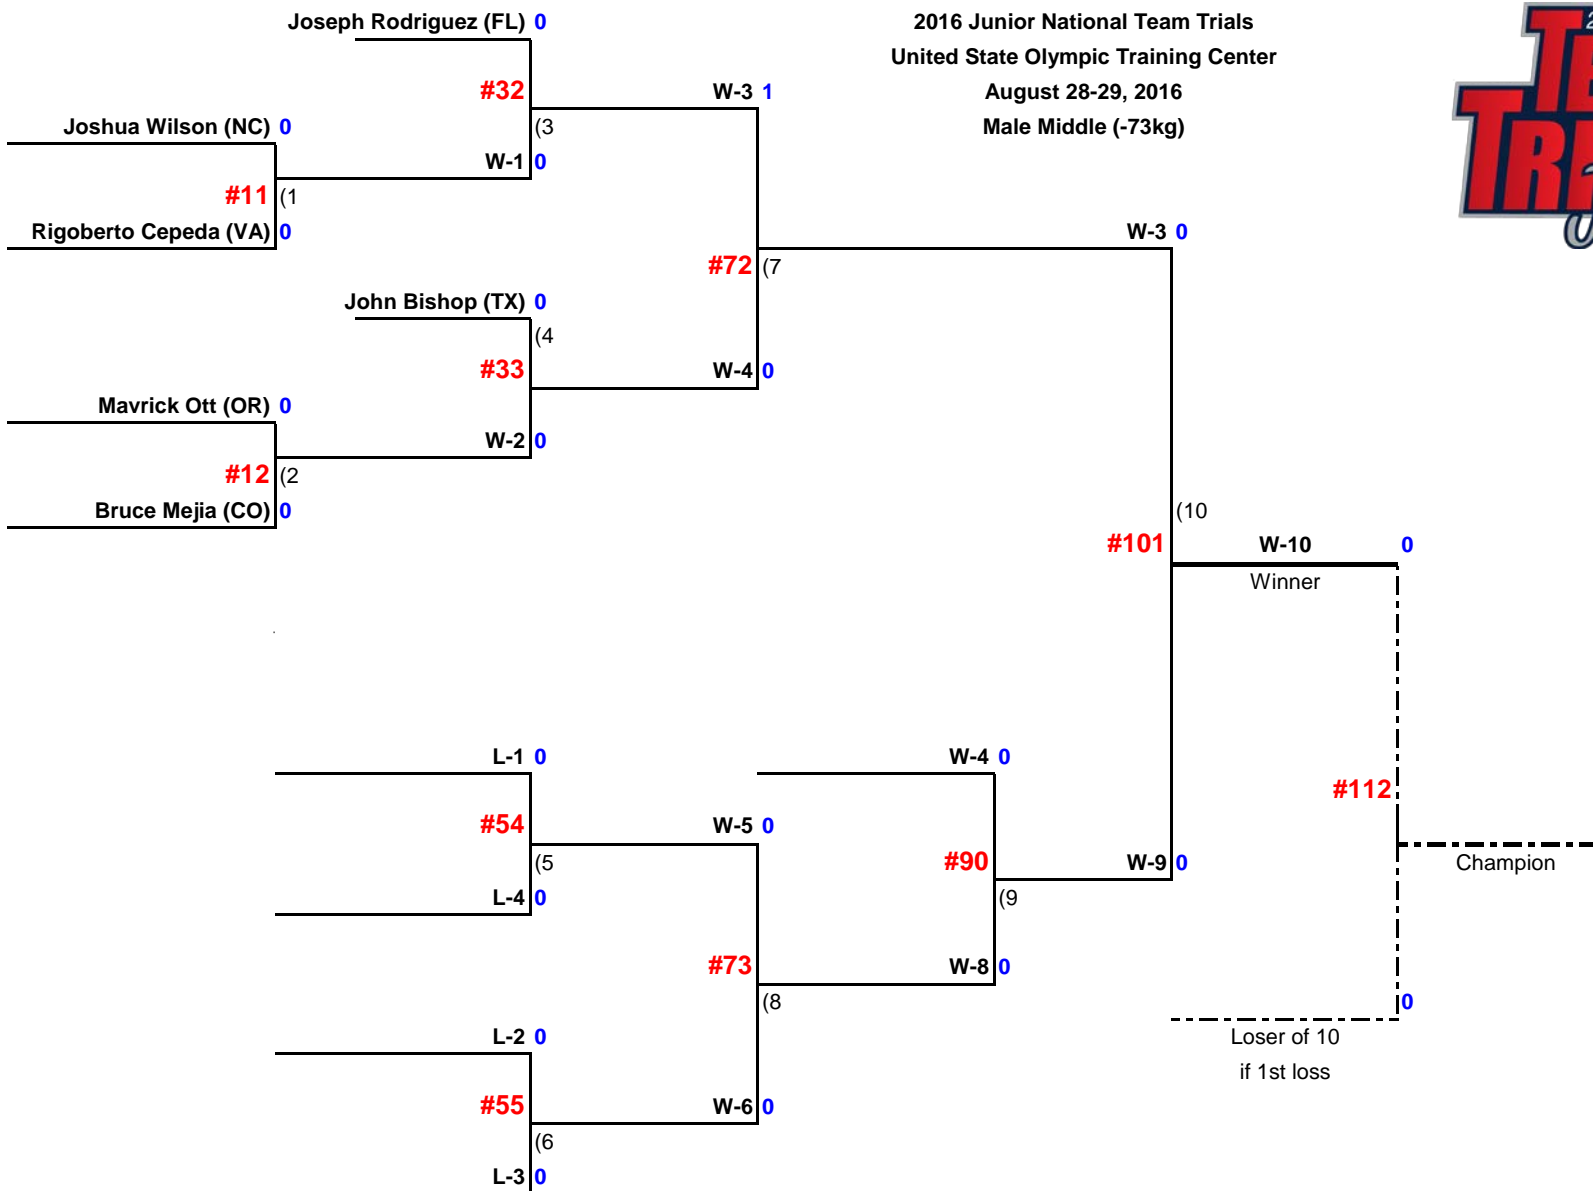 Joseph Rodriguez (FL) 0
2016 Junior National Team Trials
United State Olympic Training Center
August 28-29, 2016
Male Middle (-73kg)
#32
W-3 1
(3
Joshua Wilson (NC) 0
W-1 0
#11 (1
Rigoberto Cepeda (VA) 0
W-3 0
#72 (7
John Bishop (TX) 0
(4
#33
W-4 0
Mavrick Ott (OR) 0
W-2 0
#12 (2
Bruce Mejia (CO) 0
(10
#101
W-10 0
Winner
L-1 0
W-4 0
#112
#54
W-5 0
(5
#90
W-9 0
Champion
L-4 0
(9
#73
W-8 0
(8
0
L-2 0
Loser of 10
if 1st loss
#55
W-6 0
(6
L-3 0